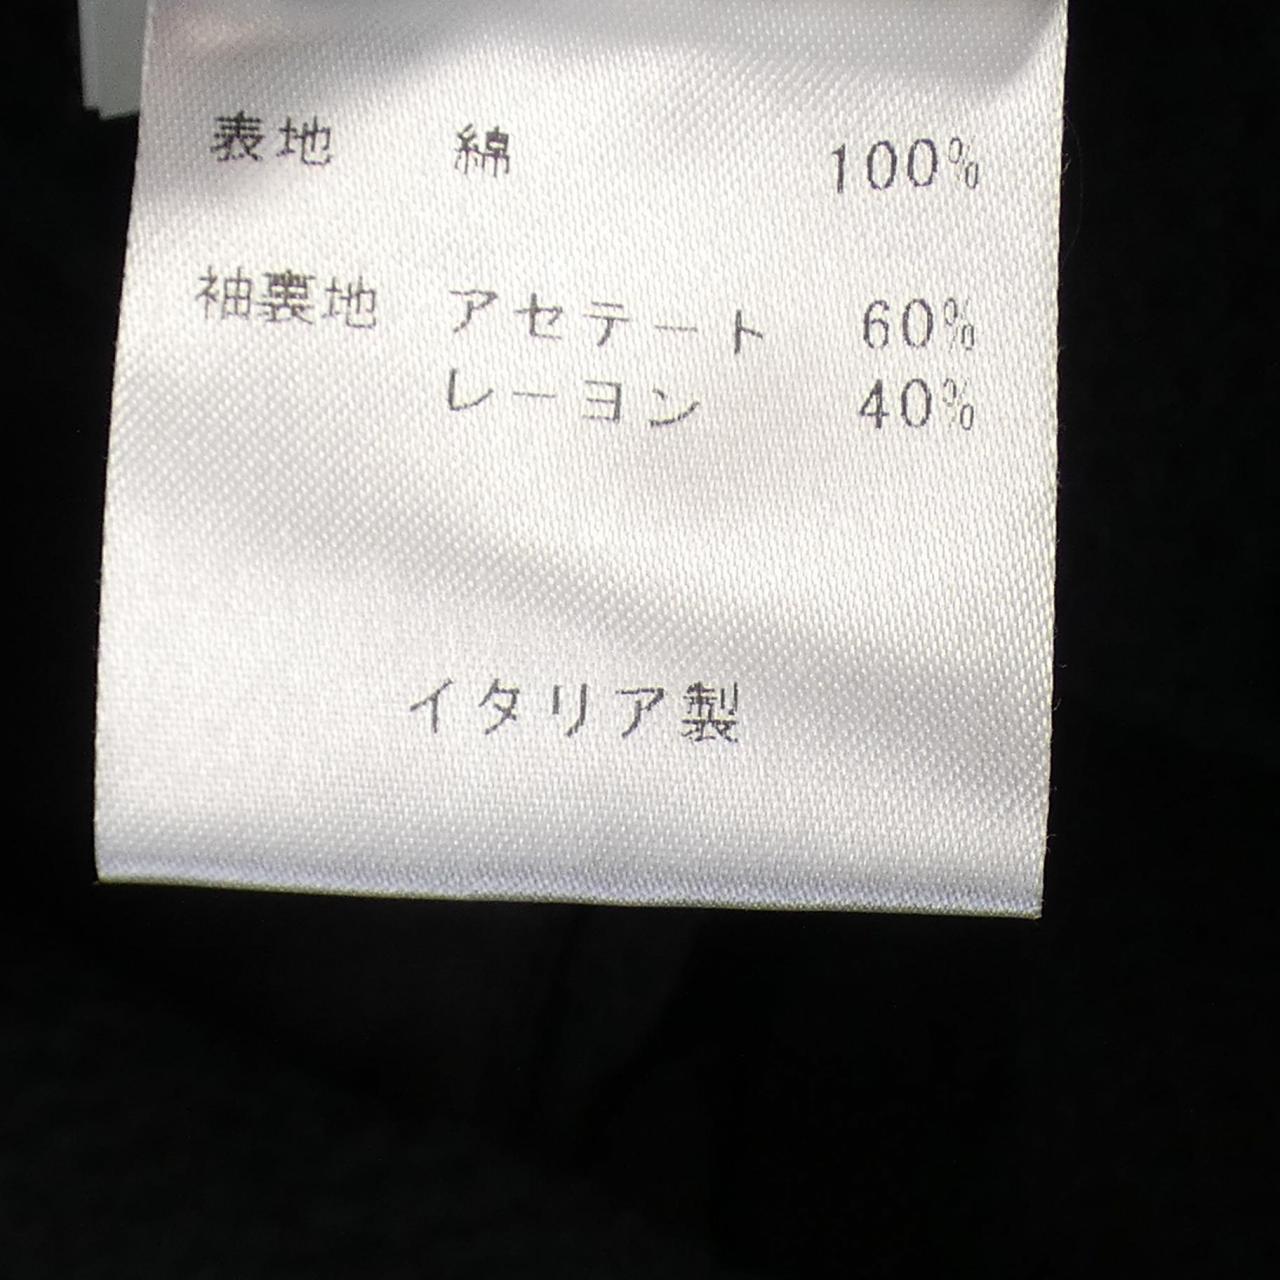 表地 綿 100%
袖裏地 アセテート 60%
レーヨン 40%
イタリア製